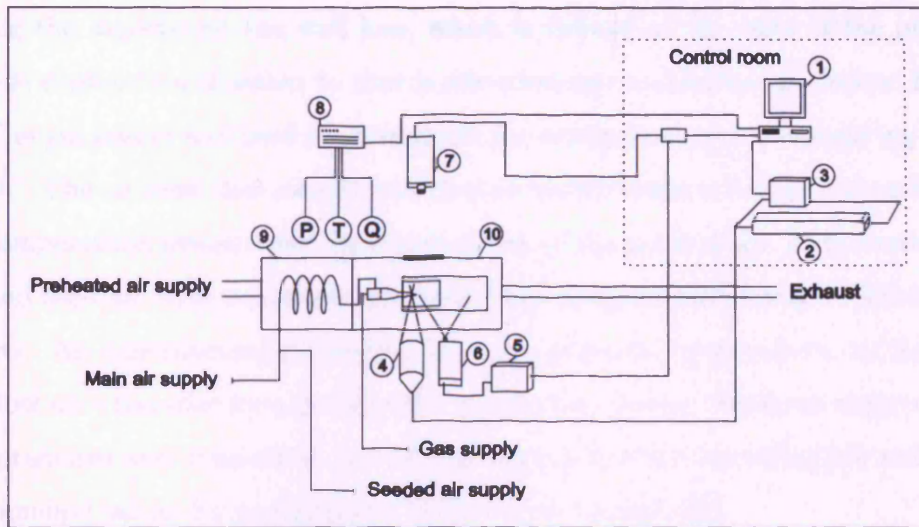 Control room
1
8
7
3
P T Q
9
10
2
Preheated air supply
Exhaust
4
6
5
Main air supply
Gas supply
Seeded air supply